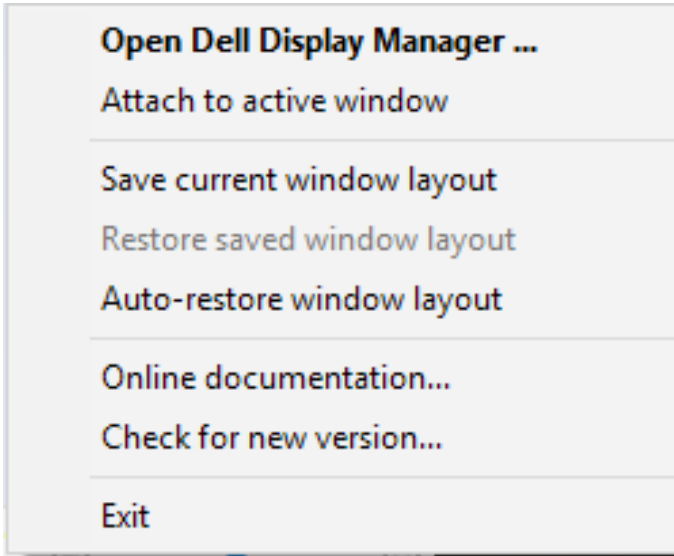 Open Dell Display Manager ...
Attach to active window
Save current window layout
Restore saved window layout
Auto-restore window layout
Online documentation...
Check for new version...
Exit